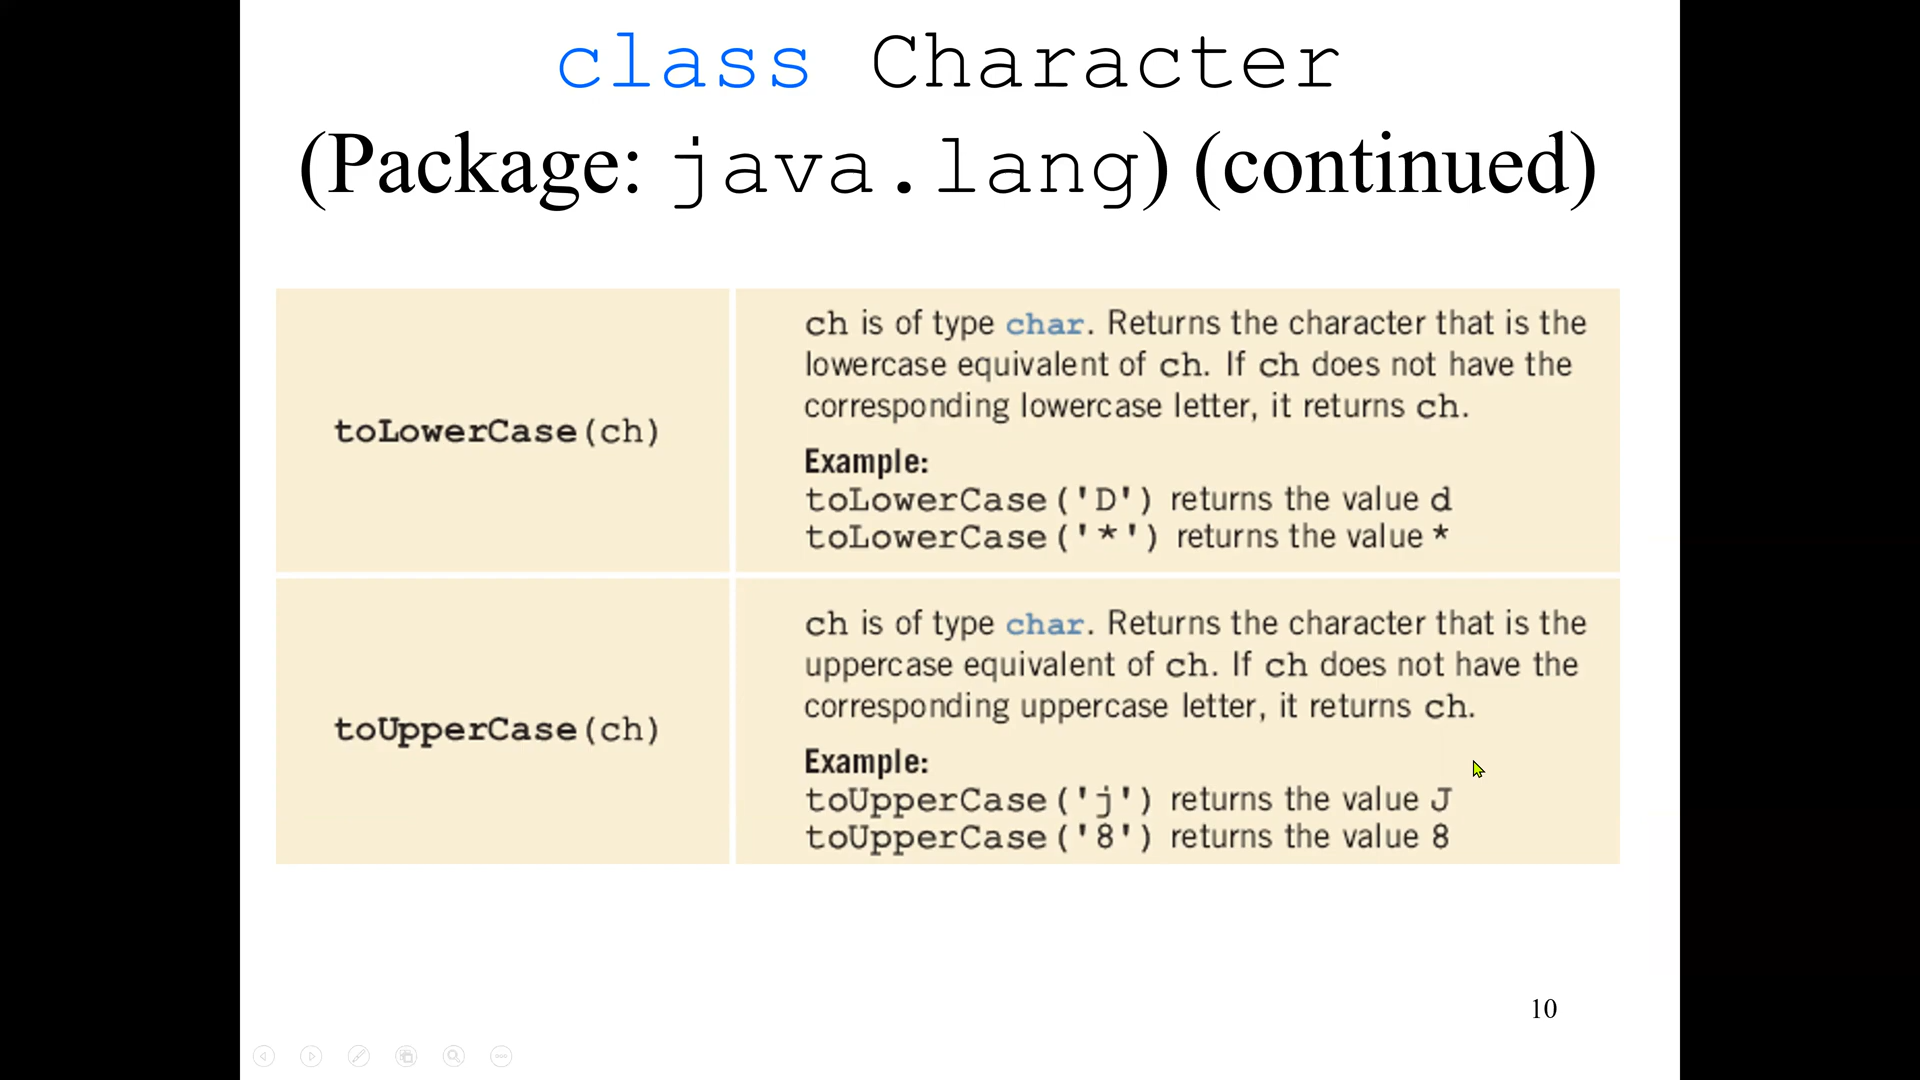 class Character
(Package: java.lang) (continued)
toLowerCase(ch)
ch is of type char. Returns the character that is the
lowercase equivalent of ch. If ch does not have the
corresponding lowercase letter, it returns ch.
Example:
toLowerCase('D') returns the value d
toLowerCase('*') returns the value *
toUpperCase(ch)
ch is of type char. Returns the character that is the
uppercase equivalent of ch. If ch does not have the
corresponding uppercase letter, it returns ch.
Example:
toUpperCase('j') returns the value J
toUpperCase('8') returns the value 8
10